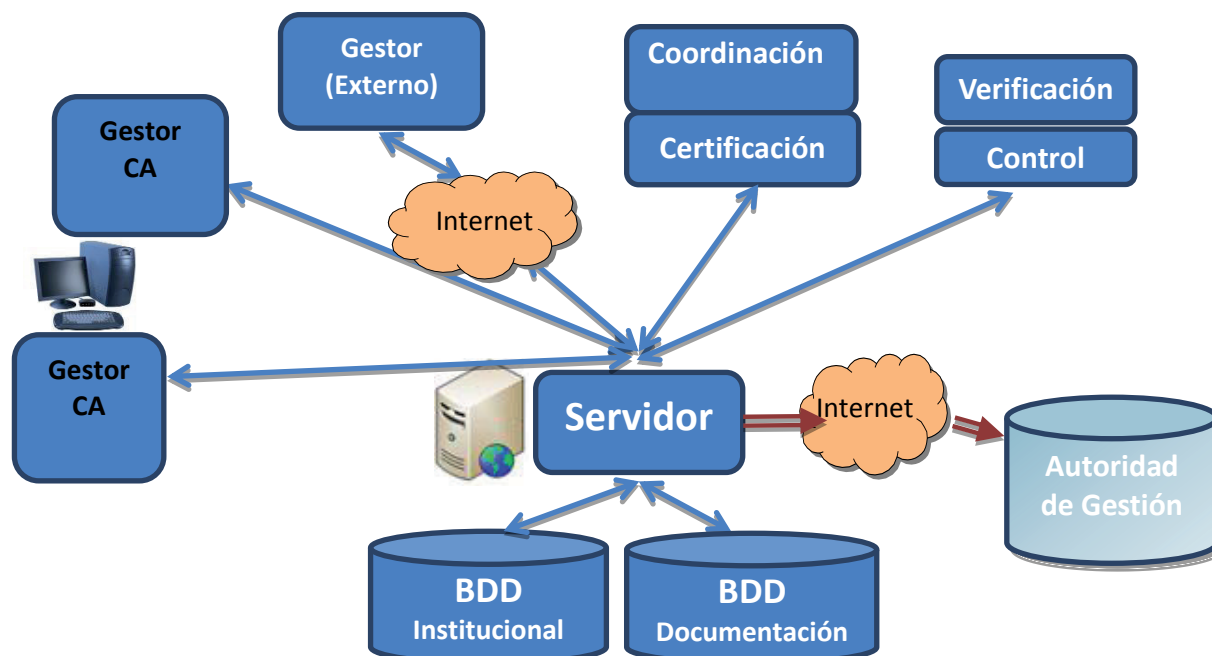 Gestor
(Externo)
Coordinación
Certificación
Verificación
Control
Gestor
CA
Internet
Gestor
CA
Servidor
Internet
Autoridad
de Gestión
BDD
Institucional
BDD
Documentación